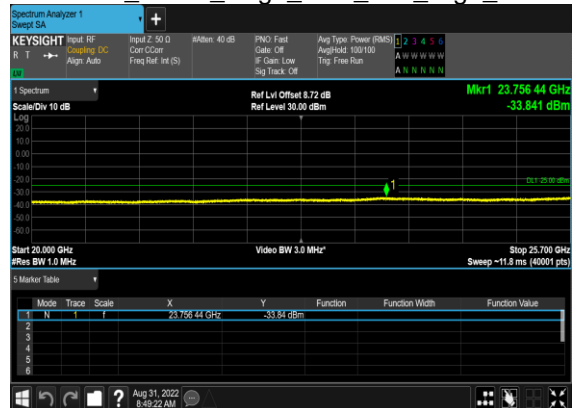 Spectrum Analyzer 1
Swept SA
+
KEYSIGHT Input: RF Input Z: 50 Ω #Atten: 40 dB PNO: Fast Avg Type: Power (RMS) 1 2 3 4 5 6
R T Coupling: DC Corr CCorr Gate: Off Avg|Hold: 100/100 A W W W W W
Align: Auto Freq Ref: Int (S) IF Gain: Low Trig: Free Run
Sig Track: Off A N N N N N
1 Spectrum Ref Lvl Offset 8.72 dB Mkr1 23.756 44 GHz
Scale/Div 10 dB Ref Level 30.00 dBm -33.841 dBm
Log
20.0
10.0
0.00
-10.0
-20.0 1 DL1 -25.00 dBm
-30.0
-40.0
-50.0
-60.0
Start 20.000 GHz Video BW 3.0 MHz* Stop 25.700 GHz
#Res BW 1.0 MHz Sweep ~11.8 ms (40001 pts)
5 Marker Table
Mode Trace Scale X Y Function Function Width Function Value
1 N 1 f 23.756 44 GHz -33.84 dBm
2
3
4
5
6
? Aug 31, 2022
8:49:22 AM